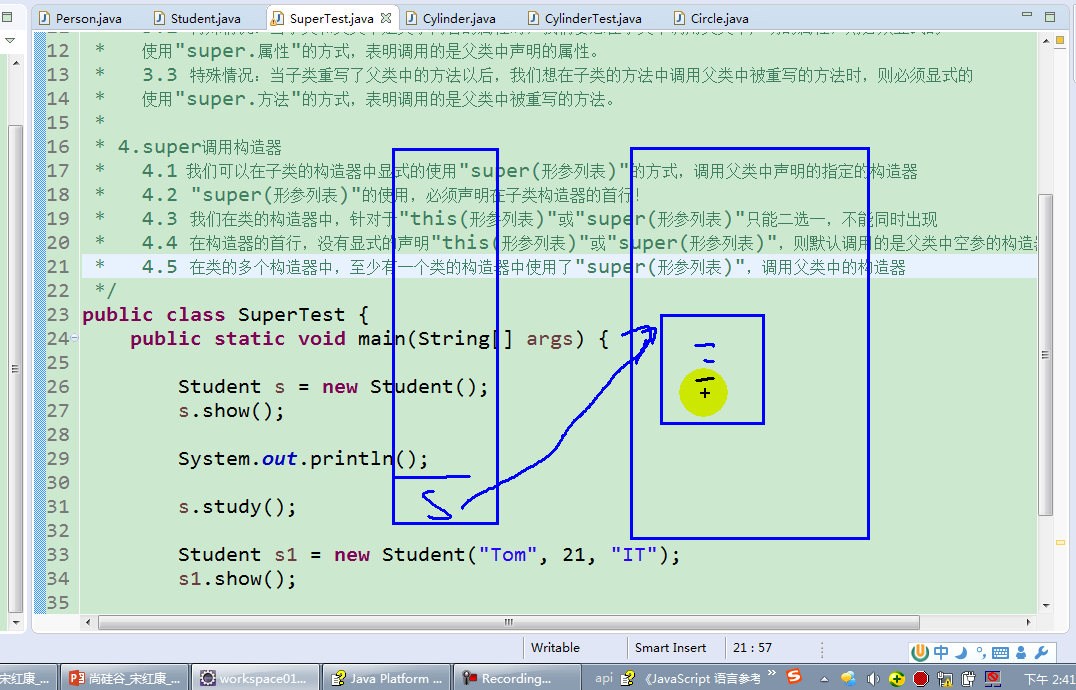 Person.java Student.java SuperTest.java Cylinder.java CylinderTest.java Circle.java
12 * 使用"super.属性"的方式，表明调用的是父类中声明的属性。
13 * 3.3 特殊情况：当子类重写了父类中的方法以后，我们想在子类的方法中调用父类中被重写的方法时，则必须显式的
14 * 使用"super.方法"的方式，表明调用的是父类中被重写的方法。
15 *
16 * 4.super调用构造器
17 * 4.1 我们可以在子类的构造器中显式的使用"super(形参列表)"的方式，调用父类中声明的指定的构造器
18 * 4.2 "super(形参列表)"的使用，必须声明在子类构造器的首行！
19 * 4.3 我们在类的构造器中，针对于"this(形参列表)"或"super(形参列表)"只能二选一，不能同时出现
20 * 4.4 在构造器的首行，没有显式的声明"this(形参列表)"或"super(形参列表)"，则默认调用的是父类中空参的构造
21 * 4.5 在类的多个构造器中，至少有一个类的构造器中使用了"super(形参列表)"，调用父类中的构造器
22 */
23 public class SuperTest {
24 public static void main(String[] args) {
25
26 Student s = new Student();
27 s.show();
28
29 System.out.println();
30
31 s.study();
32
33 Student s1 = new Student("Tom", 21, "IT");
34 s1.show();
35
S
Writable Smart Insert 21 : 57
中
宋红康_... 尚硅谷_宋红康_... workspace01... Java Platform ... Recording... api 《JavaScript 语言参考 » 下午 2:41